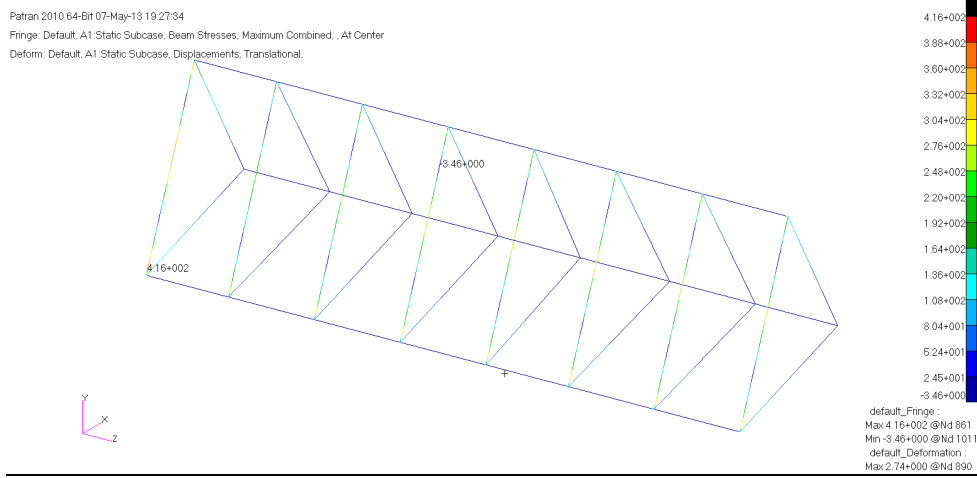 Patran 2010 64-Bit 07-May-13 19:27:34
Fringe: Default, A1:Static Subcase, Beam Stresses, Maximum Combined, , At Center
Deform: Default, A1:Static Subcase, Displacements, Translational,
4.16+002
3.88+002
3.60+002
3.32+002
3.04+002
2.76+002
2.48+002
2.20+002
1.92+002
1.64+002
1.36+002
1.08+002
8.04+001
5.24+001
2.45+001
-3.46+000
-3.46+000
4.16+002
Y
X
Z
default_Fringe :
Max 4.16+002 @Nd 861
Min -3.46+000 @Nd 1011
default_Deformation :
Max 2.74+000 @Nd 890